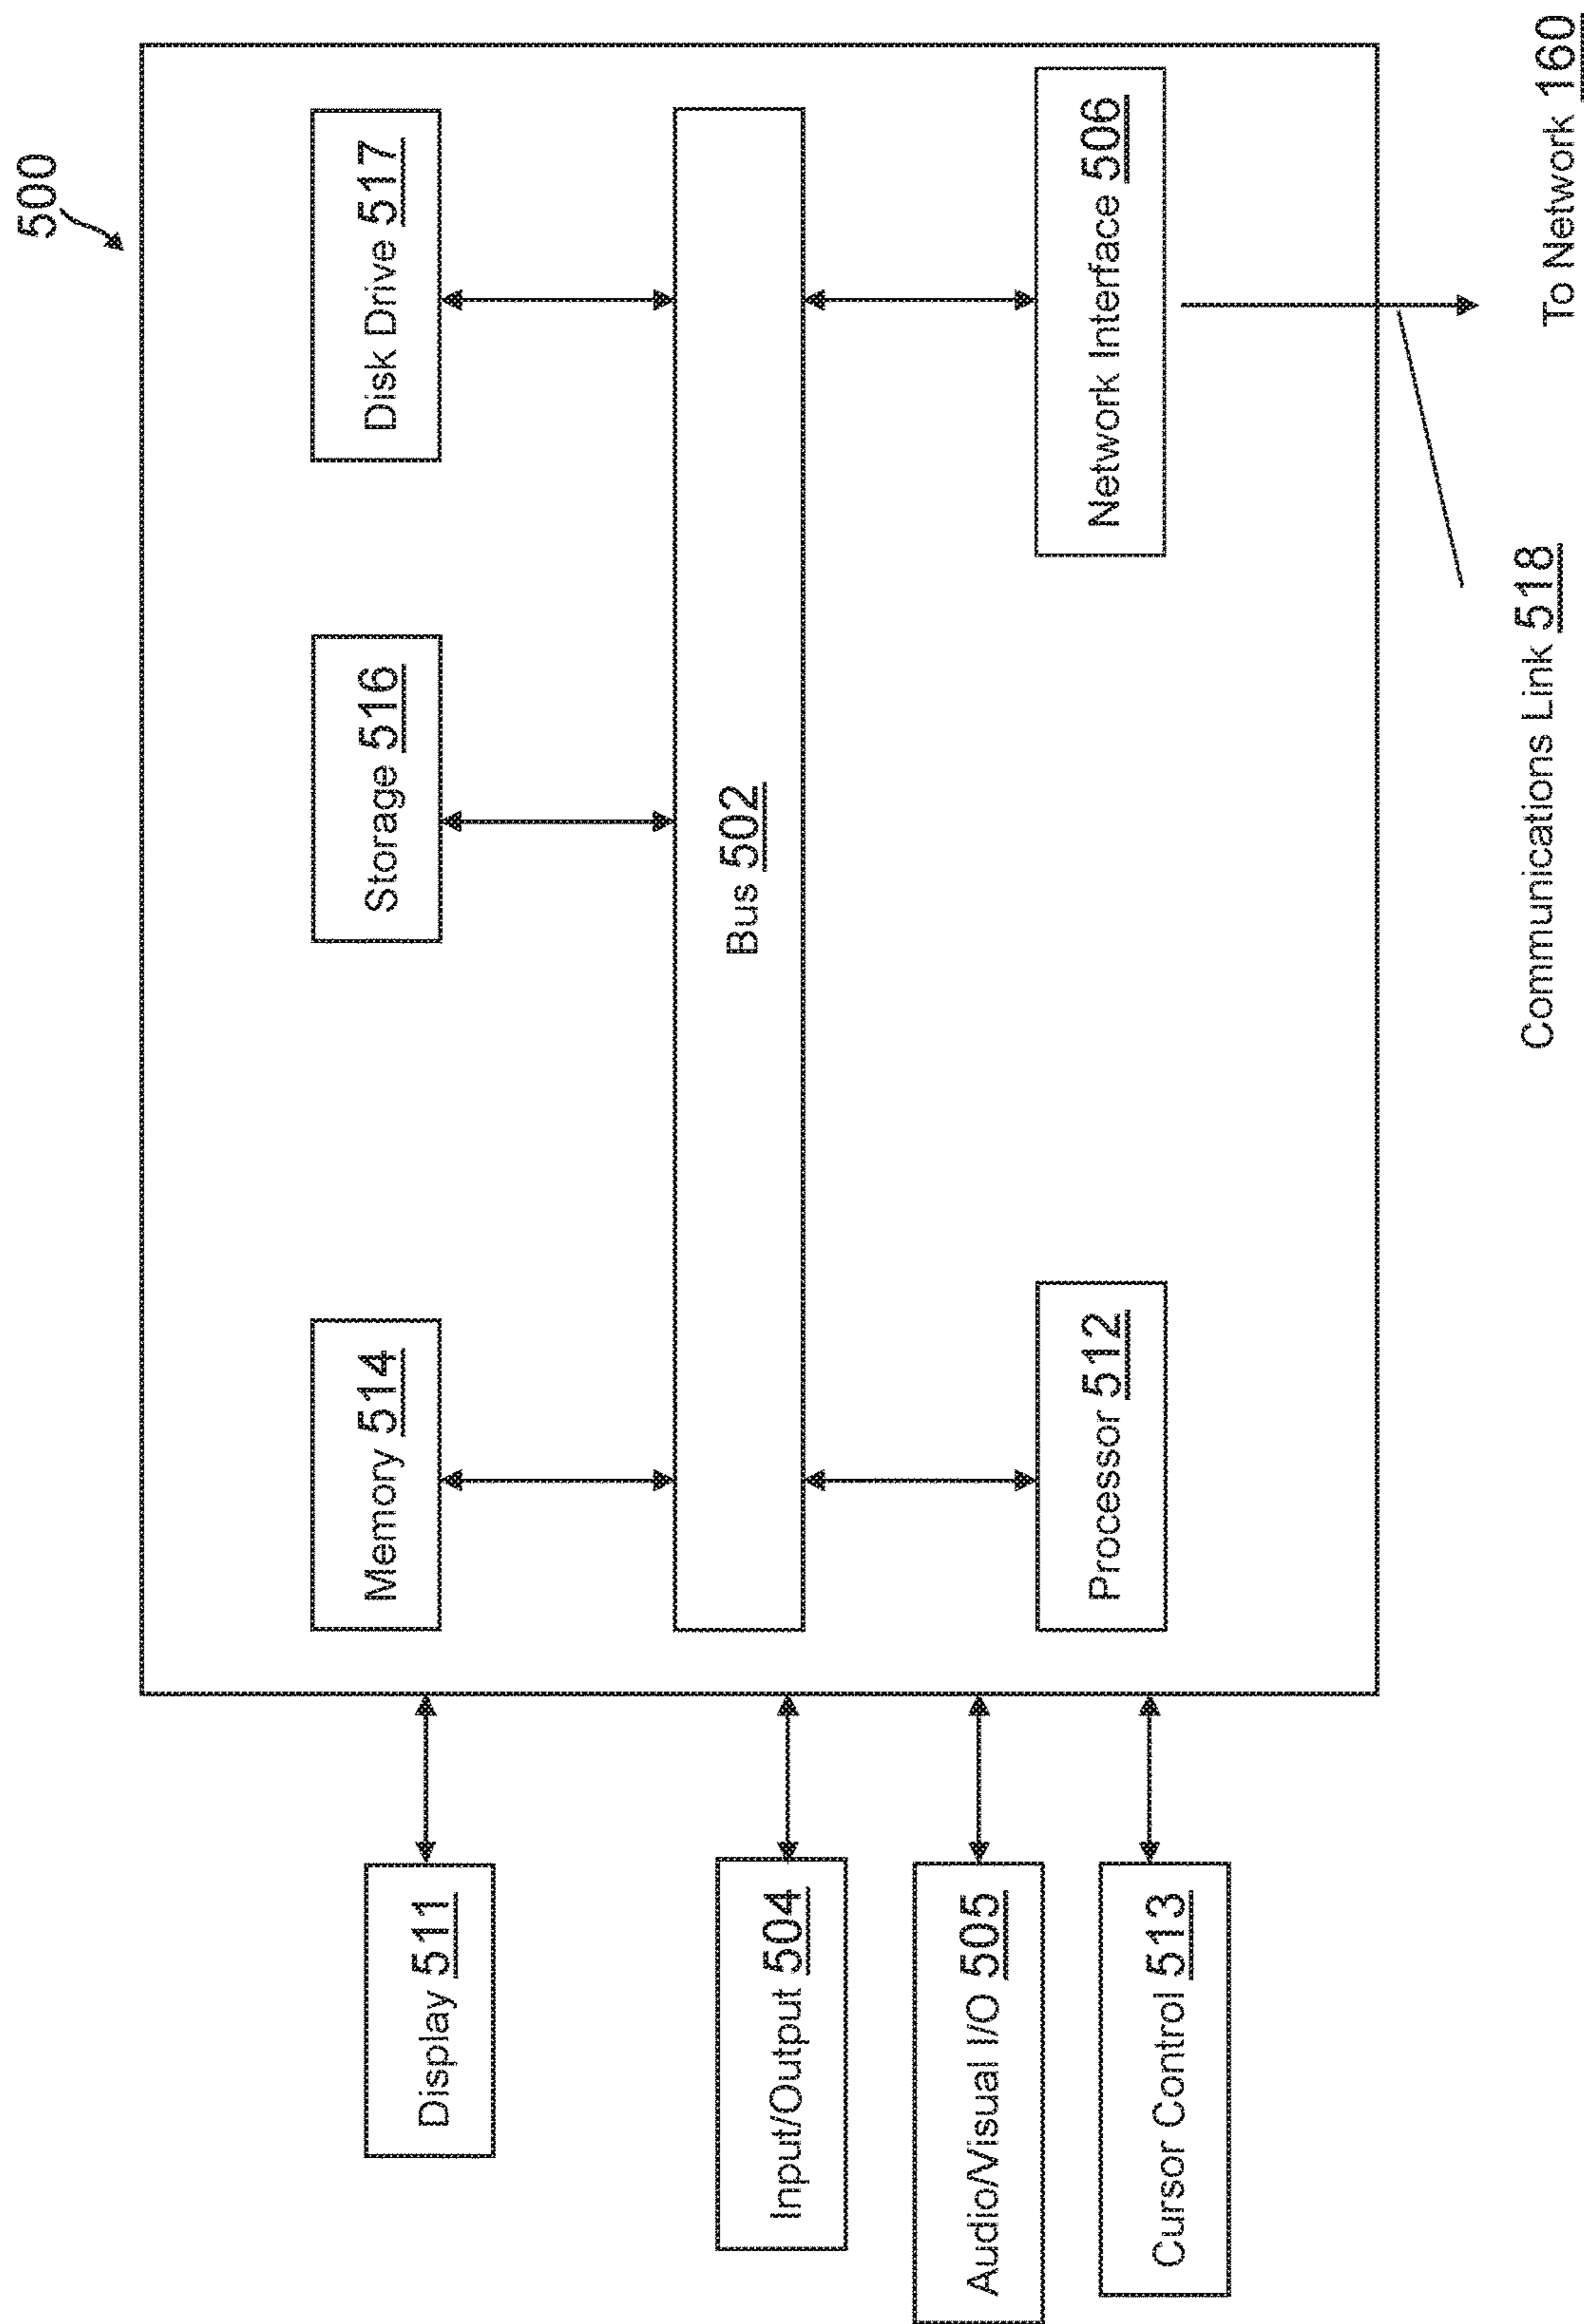 500
Display 511
Memory 514
Storage 516
Disk Drive 517
Input/Output 504
Bus 502
Audio/Visual I/O 505
Cursor Control 513
Processor 512
Network Interface 506
Communications Link 518
To Network 160